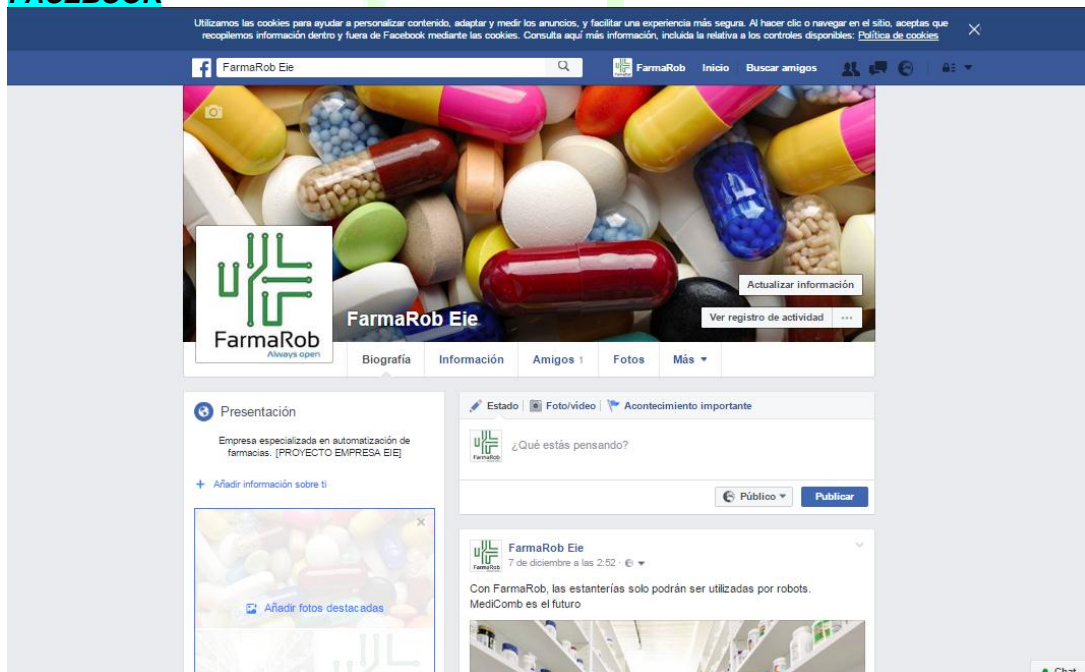 FACEBOOK
Utilizamos las cookies para ayudar a personalizar contenido, adaptar y medir los anuncios, y facilitar una experiencia más segura. Al hacer clic o navegar en el sitio, aceptas que
recopilemos información dentro y fuera de Facebook mediante las cookies. Consulta aquí más información, incluida la relativa a los controles disponibles: Política de cookies
FarmaRob Eie
FarmaRob Inicio Buscar amigos
Actualizar información
Ver registro de actividad ...
FarmaRob Eie
FarmaRob
Always open
Biografía Información Amigos 1 Fotos Más
Presentación
Empresa especializada en automatización de
farmacias. [PROYECTO EMPRESA EIE]
+ Añadir información sobre ti
Añadir fotos destacadas
Estado Foto/vídeo Acontecimiento importante
FarmaRob
¿Qué estás pensando?
Público Publicar
FarmaRob
FarmaRob Eie
7 de diciembre a las 2:52 ·
Con FarmaRob, las estanterías solo podrán ser utilizadas por robots.
MediComb es el futuro
Chat